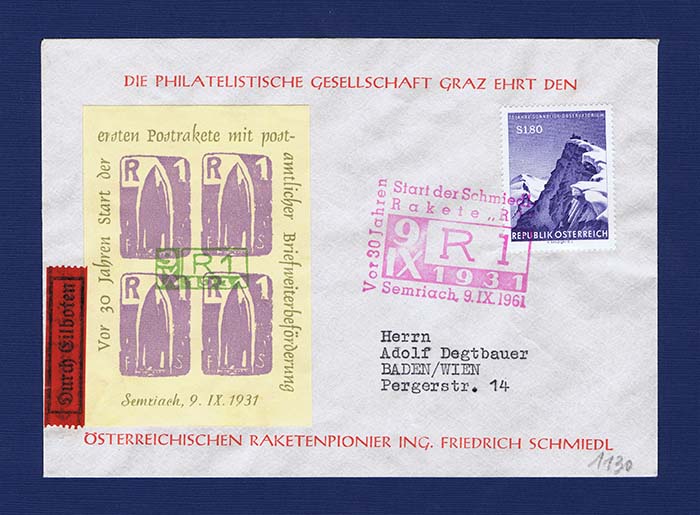 DIE PHILATELISTISCHE GESELLSCHAFT GRAZ EHRT DEN
Vor 30 Jahren Start der
ersten Postrakete mit post-
amtlicher Briefweiterbeförderung
R 1
R 1
R 1
R 1
F S
F S
9 R1
IX
Semriach, 9. IX. 1931
Durch Eilboten
Vor 30 Jahren
Start der Schmiedl
Rakete „R
9 R1
IX 1931
Semriach, 9.IX.1961
S1.80
REPUBLIK ÖSTERREICH
Herrn
Adolf Degtbauer
BADEN/WIEN
Pergerstr. 14
ÖSTERREICHISCHEN RAKETENPIONIER ING. FRIEDRICH SCHMIEDL
1130